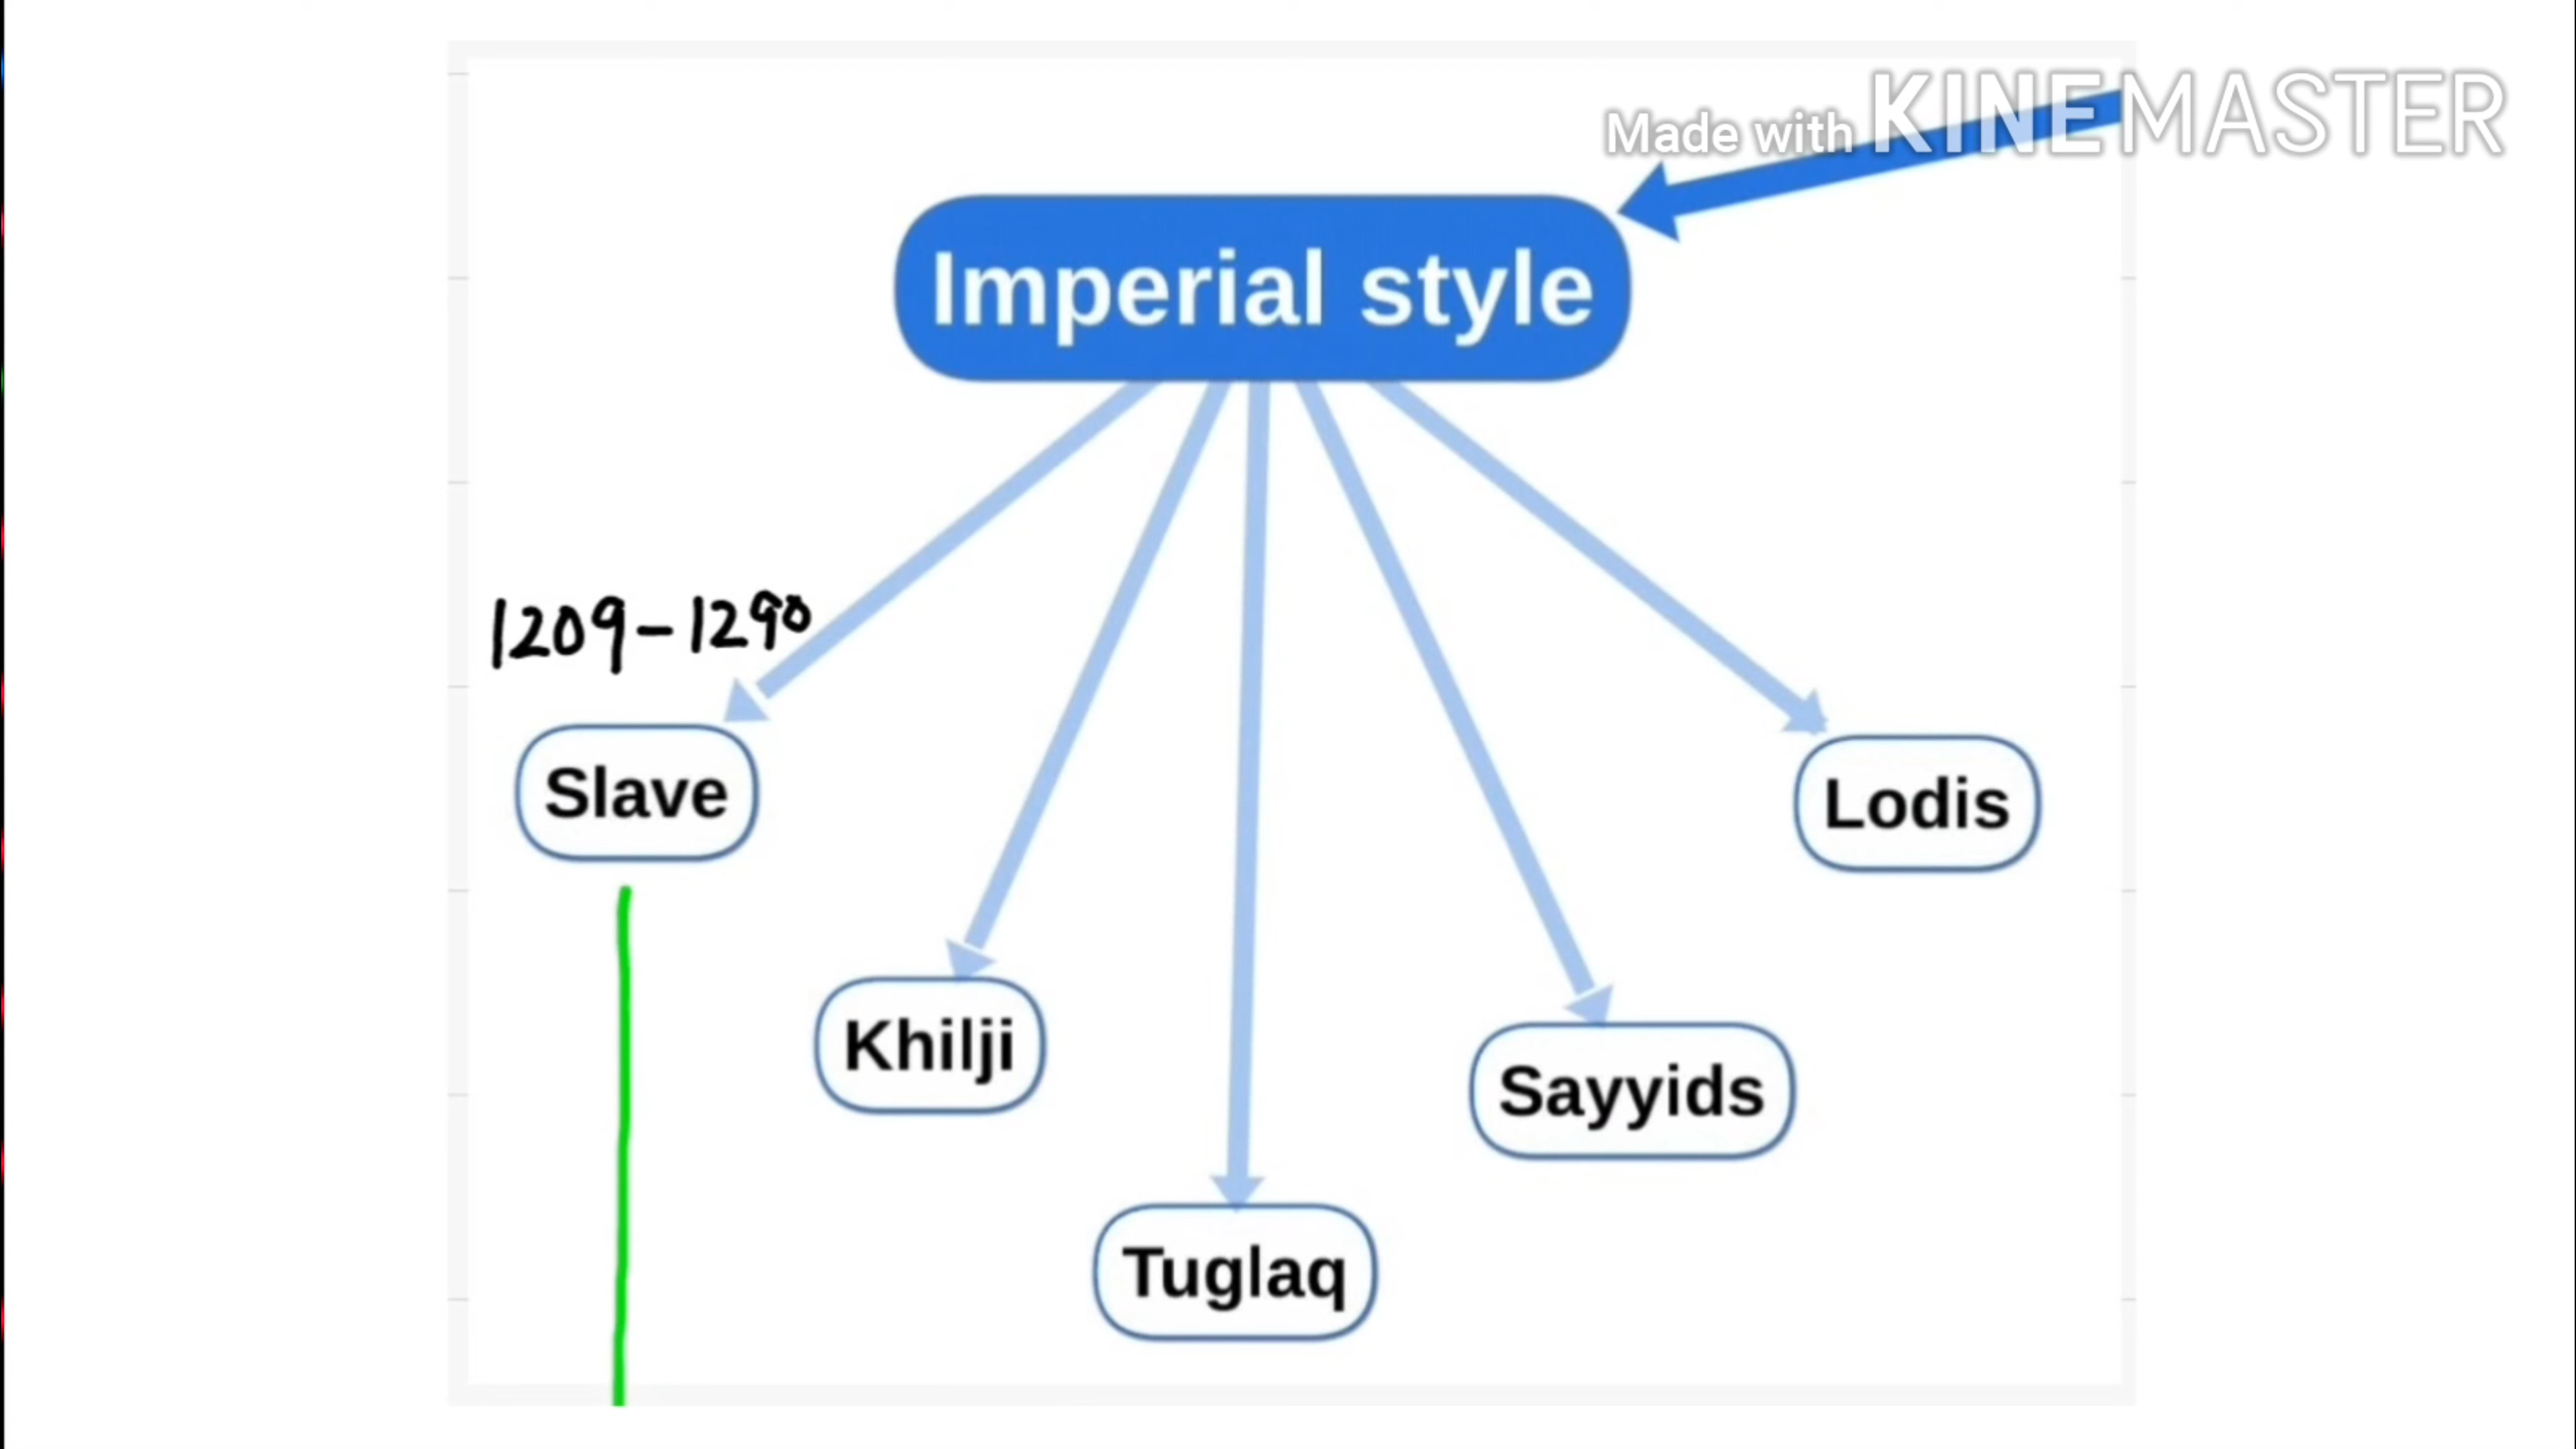 Made with KINEMASTER
Imperial style
1209-1290
Slave
Lodis
Khilji
Sayyids
Tuglaq